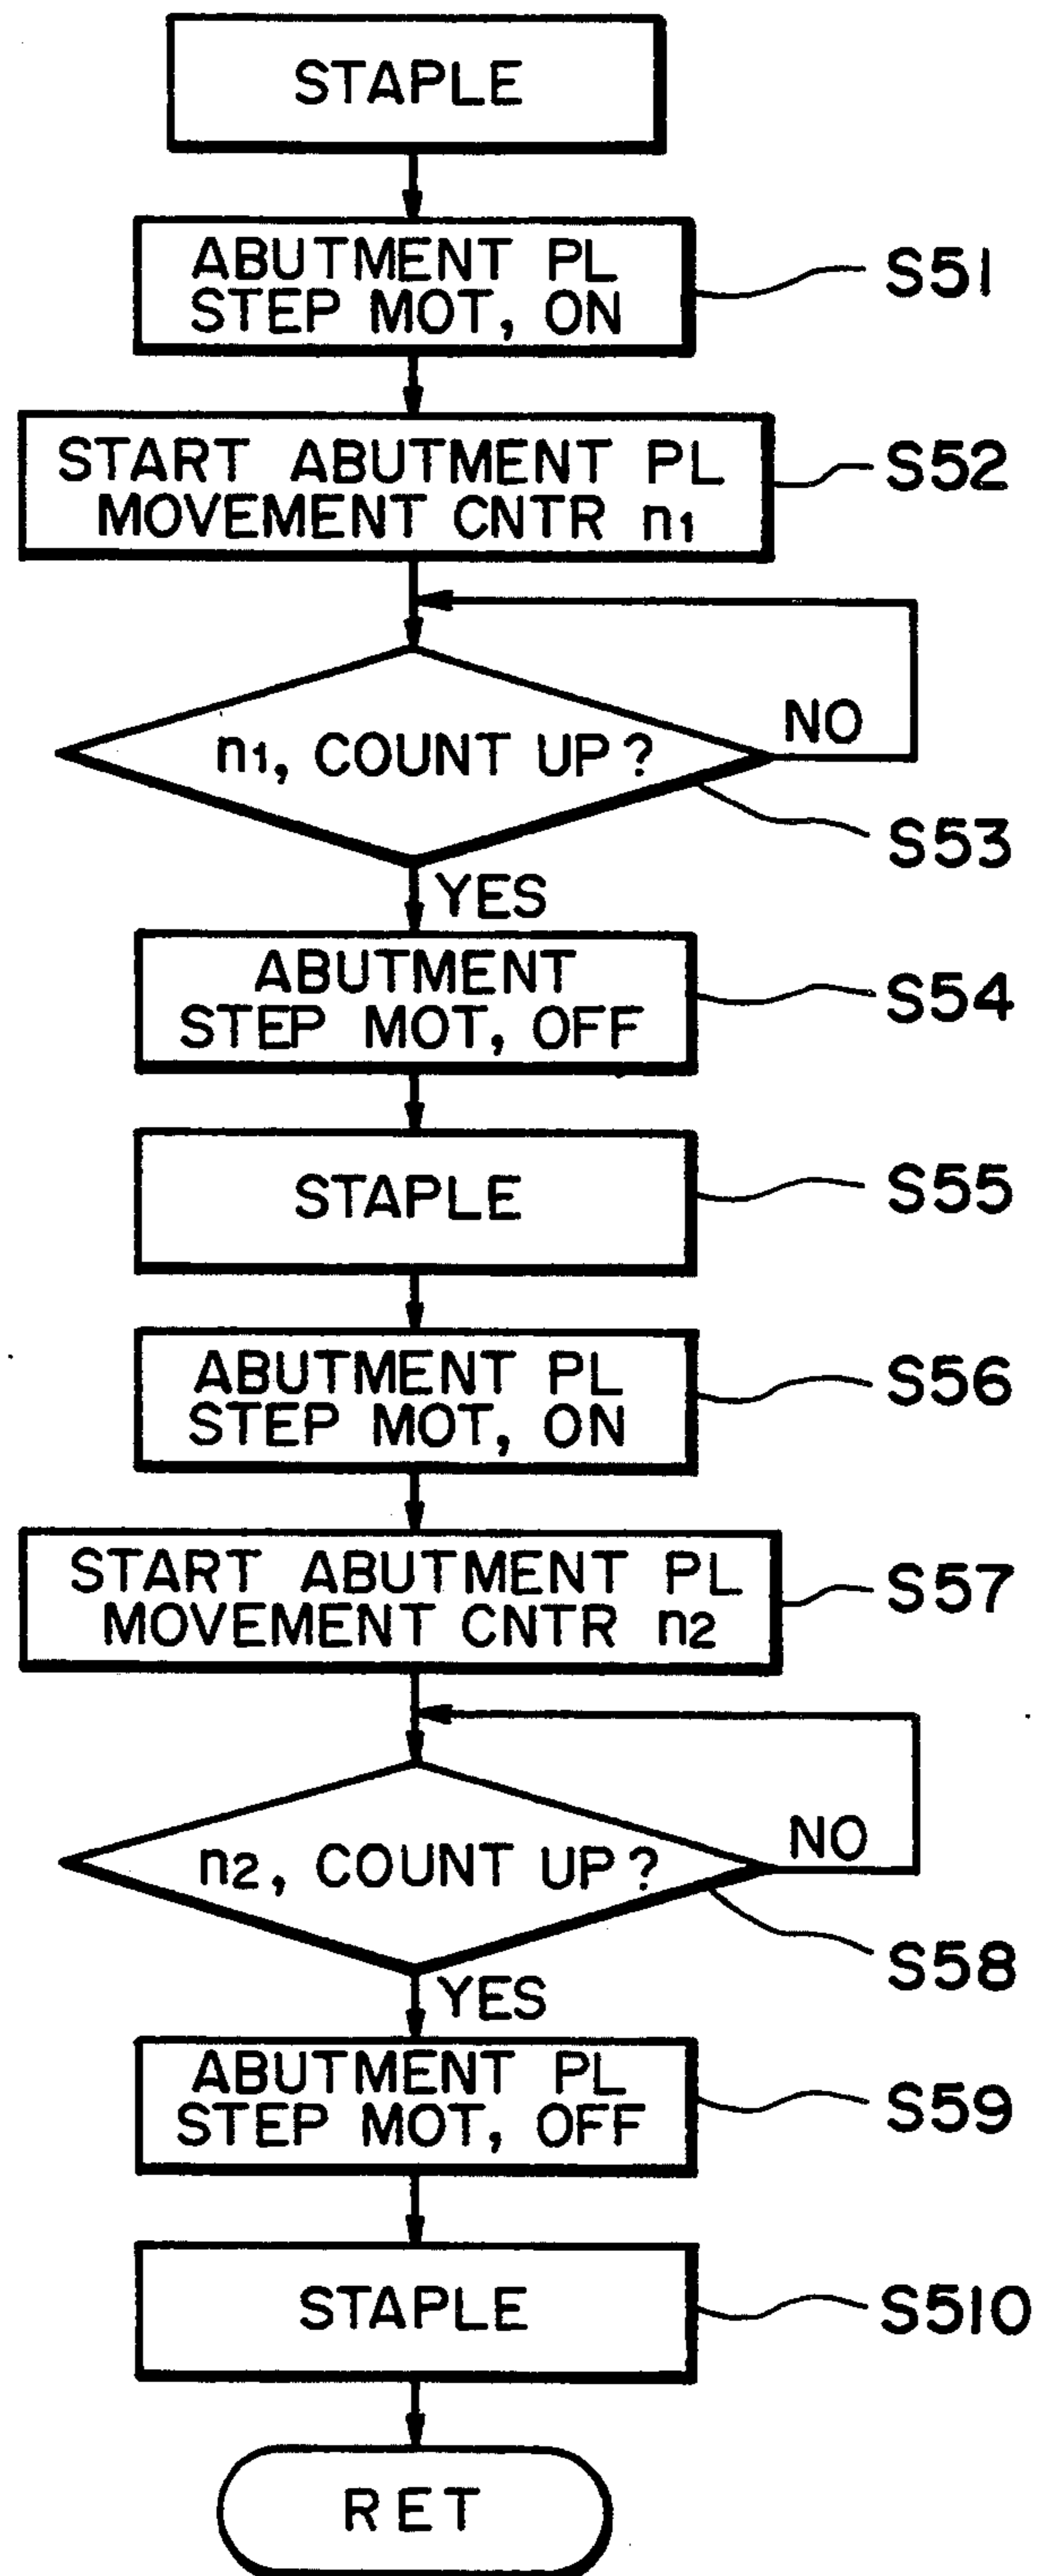 STAPLE
ABUTMENT PL
STEP MOT, ON
S51
START ABUTMENT PL
MOVEMENT CNTR n1
S52
n1, COUNT UP?
NO
S53
YES
ABUTMENT
STEP MOT, OFF
S54
STAPLE
S55
ABUTMENT PL
STEP MOT, ON
S56
START ABUTMENT PL
MOVEMENT CNTR n2
S57
n2, COUNT UP?
NO
S58
YES
ABUTMENT PL
STEP MOT, OFF
S59
STAPLE
S510
RET